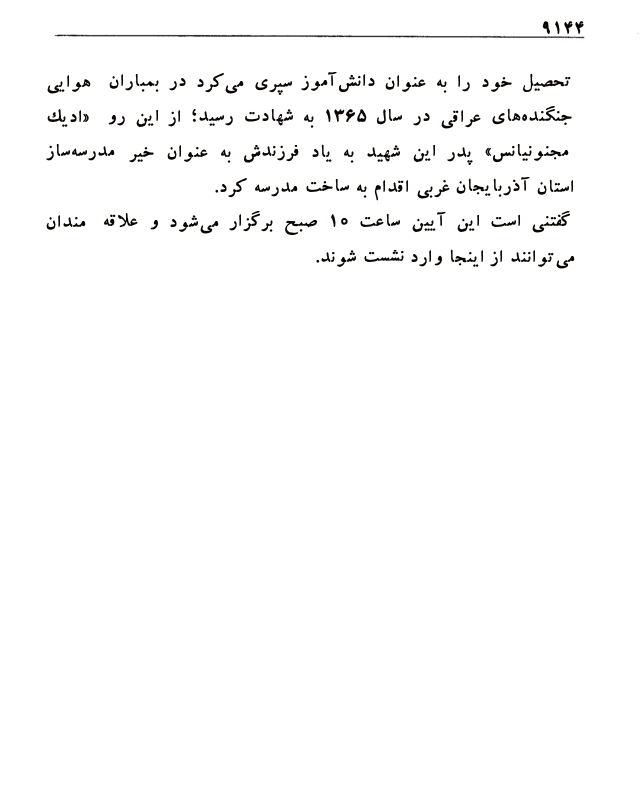 ۹۱۴۴
تحصیل خود را به عنوان دانش‌آموز سپری می‌کرد در بمباران هوایی
جنگنده‌های عراقی در سال ۱۳۶۵ به شهادت رسید؛ از این رو «ادیك
مجنونیانس» پدر این شهید به یاد فرزندش به عنوان خیر مدرسه‌ساز
استان آذربایجان غربی اقدام به ساخت مدرسه کرد.
گفتنی است این آیین ساعت ۱۰ صبح برگزار می‌شود و علاقه مندان
می‌توانند از اینجا وارد نشست شوند.